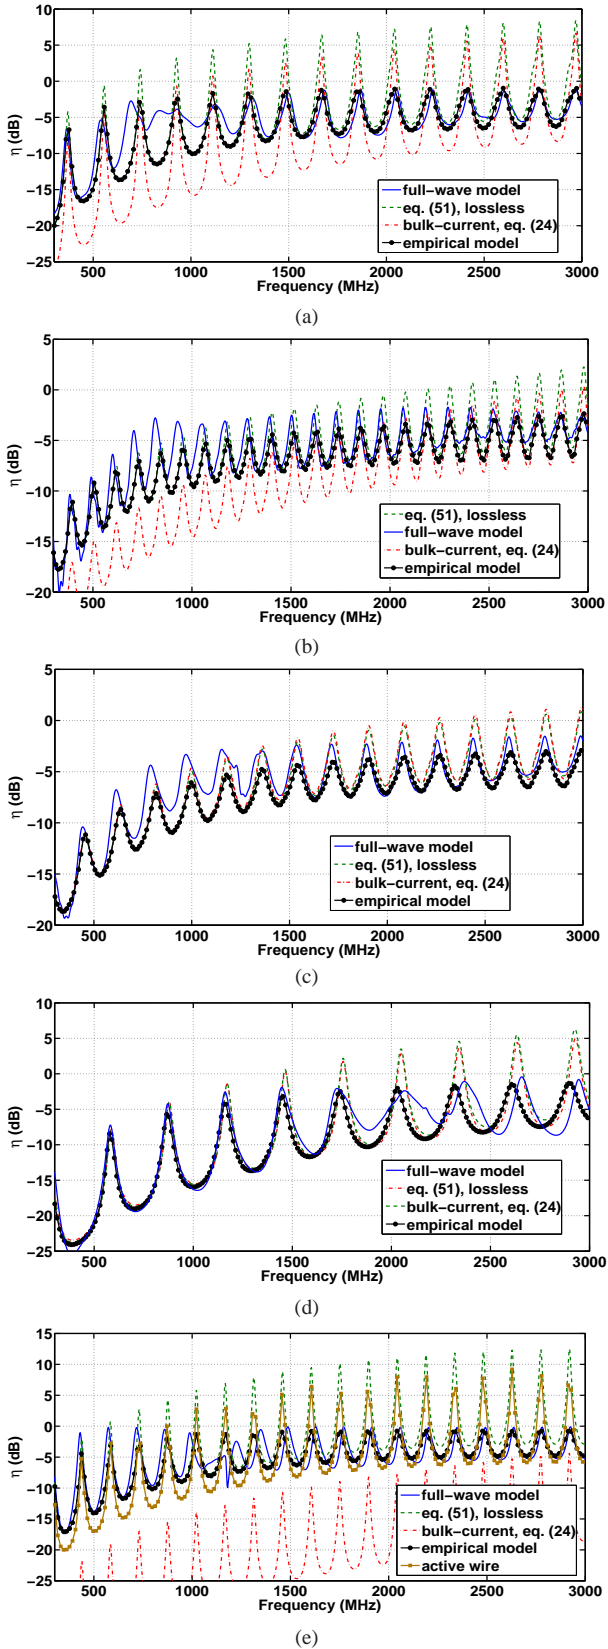 10
5
0
−5
−10
−15
−20
−25
η (dB)
500 1000 1500 2000 2500 3000
Frequency (MHz)
full−wave model
eq. (51), lossless
bulk−current, eq. (24)
empirical model
(a)
5
0
−5
−10
−15
−20
η (dB)
500 1000 1500 2000 2500 3000
Frequency (MHz)
eq. (51), lossless
full−wave model
bulk−current, eq. (24)
empirical model
(b)
5
0
−5
−10
−15
−20
η (dB)
500 1000 1500 2000 2500 3000
Frequency (MHz)
full−wave model
eq. (51), lossless
bulk−current, eq. (24)
empirical model
(c)
10
5
0
−5
−10
−15
−20
−25
η (dB)
500 1000 1500 2000 2500 3000
Frequency (MHz)
full−wave model
eq. (51), lossless
bulk−current, eq. (24)
empirical model
(d)
15
10
5
0
−5
−10
−15
−20
−25
η (dB)
500 1000 1500 2000 2500 3000
Frequency (MHz)
full−wave model
eq. (51), lossless
bulk−current, eq. (24)
empirical model
active wire
(e)